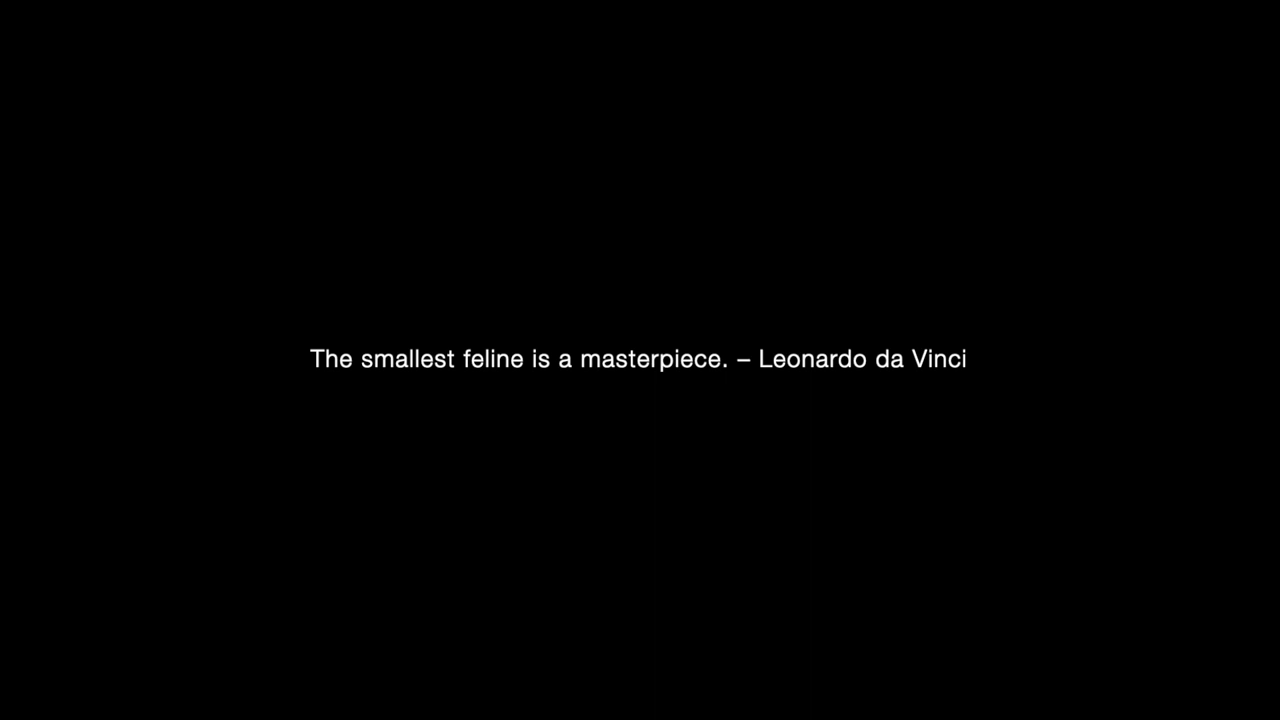 The smallest feline is a masterpiece. – Leonardo da Vinci